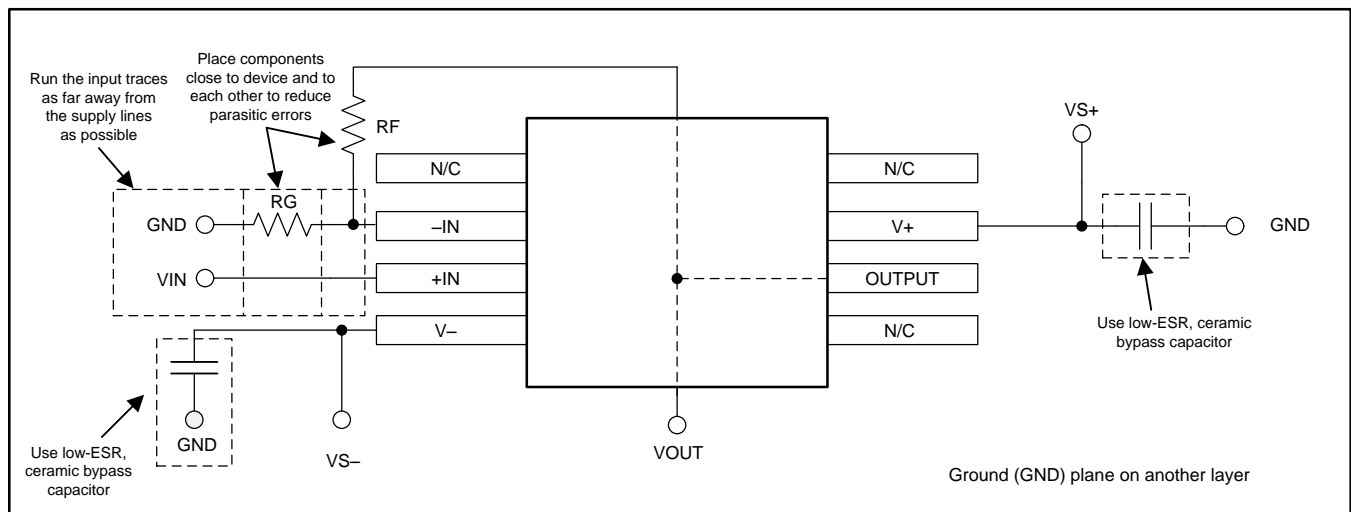 Place components
close to device and to
each other to reduce
parasitic errors
Run the input traces
as far away from
the supply lines
as possible
RF
VS+
N/C
N/C
RG
GND
–IN
V+
GND
VIN
+IN
OUTPUT
V–
N/C
Use low-ESR, ceramic
bypass capacitor
GND
VS–
VOUT
Use low-ESR,
ceramic bypass
capacitor
Ground (GND) plane on another layer